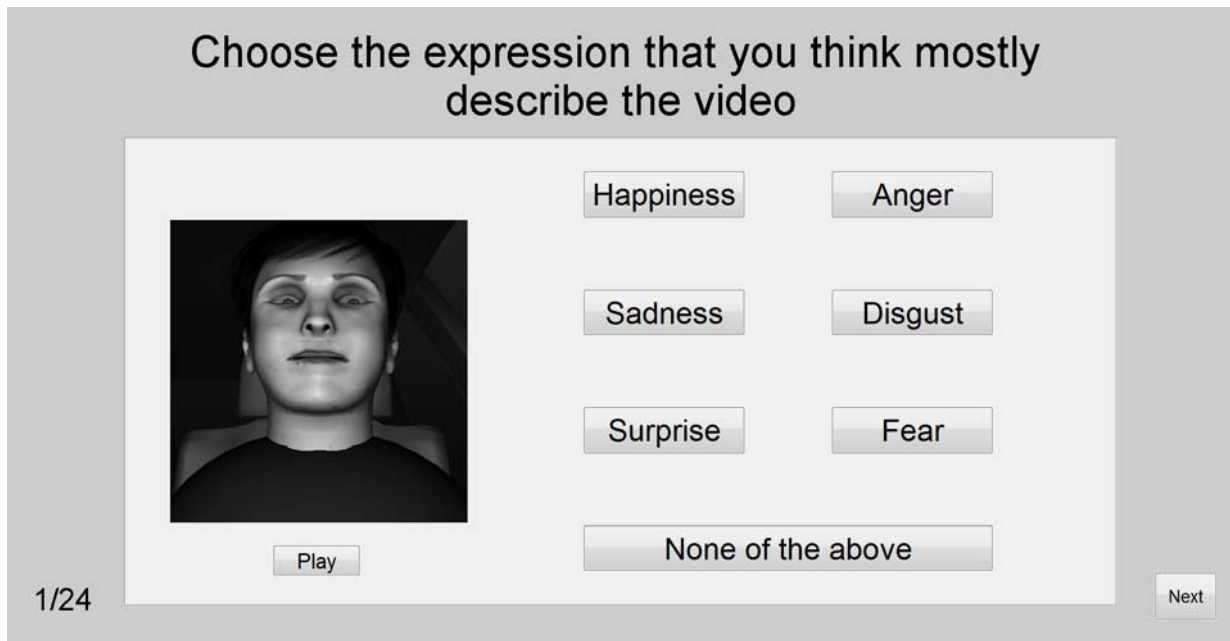 Choose the expression that you think mostly
describe the video
Happiness
Anger
Sadness
Disgust
Surprise
Fear
None of the above
Play
1/24
Next